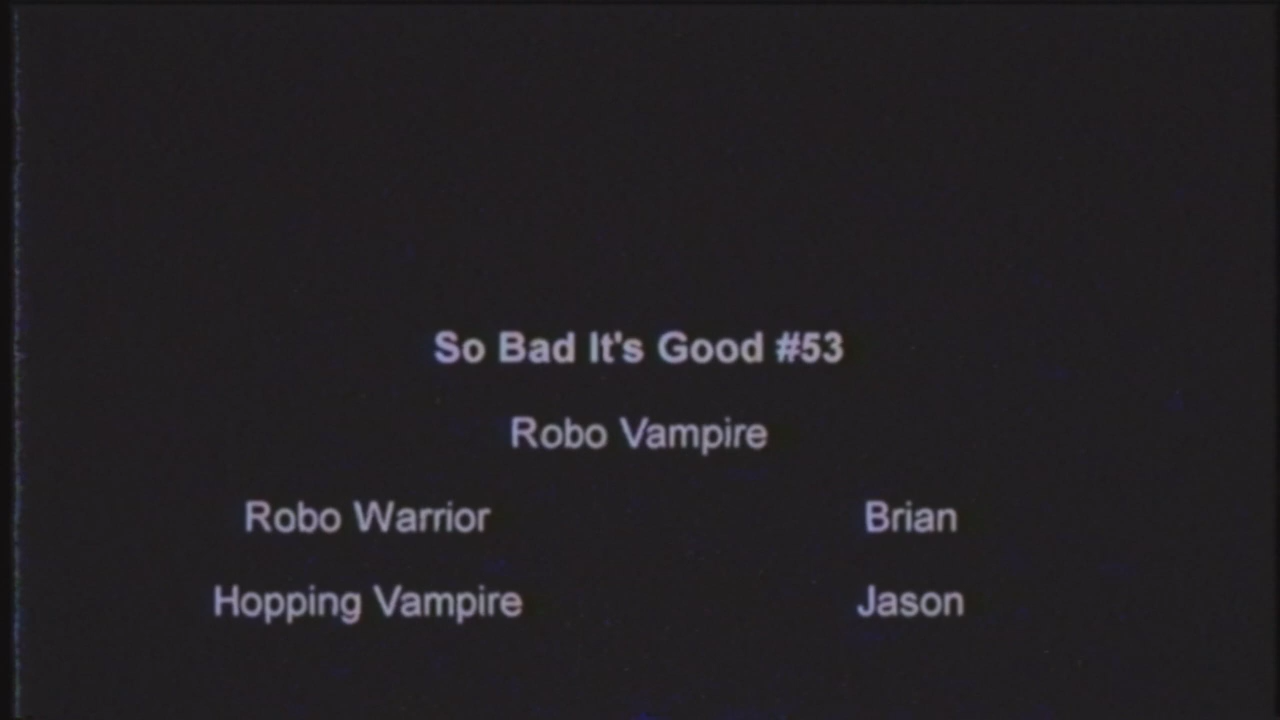 So Bad It's Good #53
Robo Vampire
Robo Warrior Brian
Hopping Vampire Jason